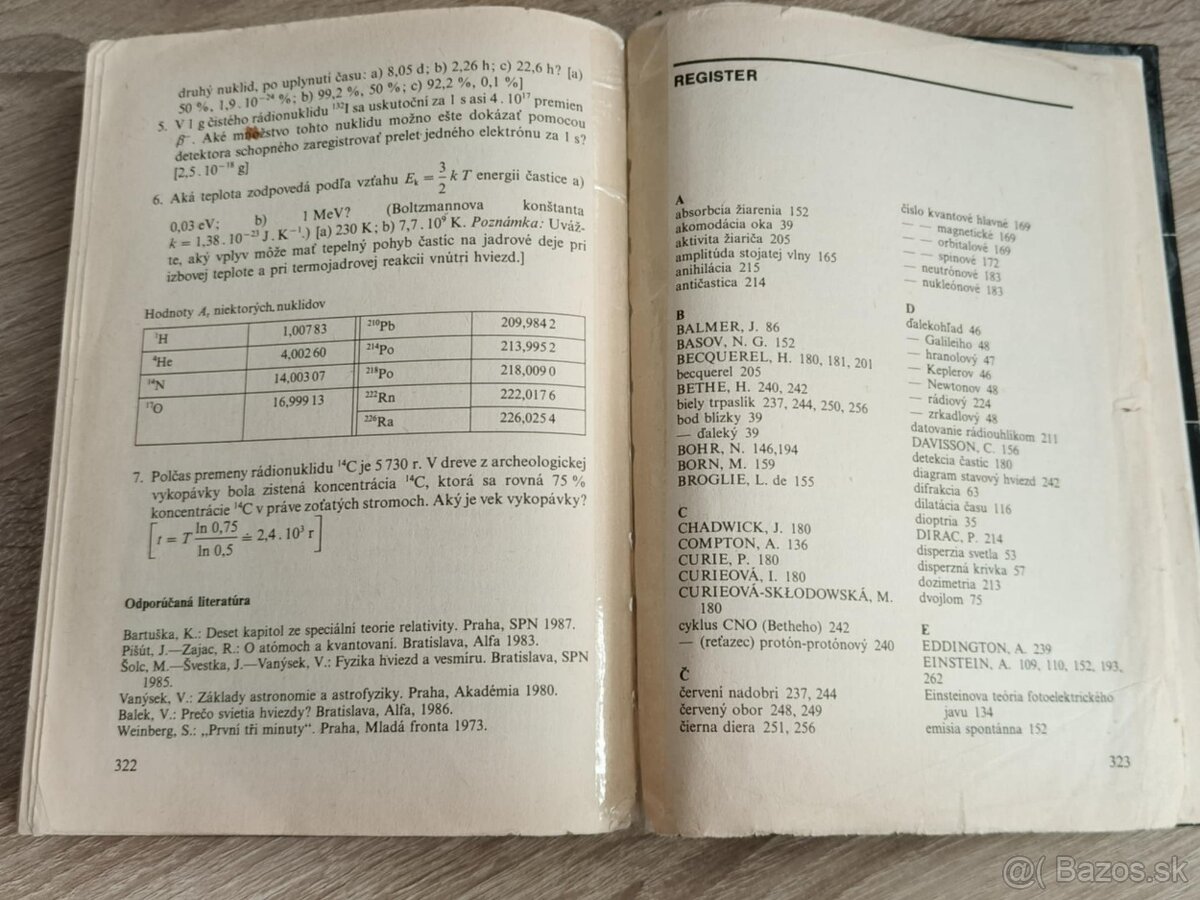 druhý nuklid, po uplynutí času: a) 8,05 d; b) 2,26 h; c) 22,6 h? [a)
50 %, 1,9 . 10⁻²⁴ %; b) 99,2 %, 50 %; c) 92,2 %, 0,1 %]
5. V 1 g čistého rádionuklidu ¹³²I sa uskutoční za 1 s asi 4 . 10¹⁷ premien
β⁻. Aké množstvo tohto nuklidu možno ešte dokázať pomocou
detektora schopného zaregistrovať prelet jedného elektrónu za 1 s?
[2,5 . 10⁻¹⁸ g]
6. Aká teplota zodpovedá podľa vzťahu Eₖ = 3/2 k T energii častice a)
0,03 eV; b) 1 MeV? (Boltzmannova konštanta
k = 1,38 . 10⁻²³ J . K⁻¹.) [a) 230 K; b) 7,7 . 10⁹ K. Poznámka: Uváž-
te, aký vplyv môže mať tepelný pohyb častíc na jadrové deje pri
izbovej teplote a pri termojadrovej reakcii vnútri hviezd.]
Hodnoty Aᵣ niektorých nuklidov
¹H 1,007 83 ²¹⁰Pb 209,984 2
⁴He 4,002 60 ²¹⁴Po 213,995 2
¹⁴N 14,003 07 ²¹⁸Po 218,009 0
¹⁷O 16,999 13 ²²²Rn 222,017 6
²²⁶Ra 226,025 4
7. Polčas premeny rádionuklidu ¹⁴C je 5 730 r. V dreve z archeologickej
vykopávky bola zistená koncentrácia ¹⁴C, ktorá sa rovná 75 %
koncentrácie ¹⁴C v práve zoťatých stromoch. Aký je vek vykopávky?
[t = T ln 0,75 / ln 0,5 ≐ 2,4 . 10³ r]
Odporúčaná literatúra
Bartuška, K.: Deset kapitol ze speciální teorie relativity. Praha, SPN 1987.
Pišút, J.—Zajac, R.: O atómoch a kvantovaní. Bratislava, Alfa 1983.
Šolc, M.—Švestka, J.—Vanýsek, V.: Fyzika hviezd a vesmíru. Bratislava, SPN
1985.
Vanýsek, V.: Základy astronomie a astrofyziky. Praha, Akadémia 1980.
Balek, V.: Prečo svietia hviezdy? Bratislava, Alfa, 1986.
Weinberg, S.: „První tři minuty“. Praha, Mladá fronta 1973.
322
REGISTER
A
absorbcia žiarenia 152
akomodácia oka 39
aktivita žiariča 205
amplitúda stojatej vlny 165
anihilácia 215
antičastica 214
B
BALMER, J. 86
BASOV, N. G. 152
BECQUEREL, H. 180, 181, 201
becquerel 205
BETHE, H. 240, 242
biely trpaslík 237, 244, 250, 256
bod blízky 39
— ďaleký 39
BOHR, N. 146,194
BORN, M. 159
BROGLIE, L. de 155
C
CHADWICK, J. 180
COMPTON, A. 136
CURIE, P. 180
CURIEOVÁ, I. 180
CURIEOVÁ-SKŁODOWSKÁ, M.
180
cyklus CNO (Betheho) 242
— (reťazec) protón-protónový 240
Č
červení nadobri 237, 244
červený obor 248, 249
čierna diera 251, 256
číslo kvantové hlavné 169
— — magnetické 169
— — orbitalové 169
— — spinové 172
— neutrónové 183
— nukleónové 183
D
ďalekohľad 46
— Galileiho 48
— hranolový 47
— Keplerov 46
— Newtonov 48
— rádiový 224
— zrkadlový 48
datovanie rádiouhlíkom 211
DAVISSON, C. 156
detekcia častíc 180
diagram stavový hviezd 242
difrakcia 63
dilatácia času 116
dioptria 35
DIRAC, P. 214
disperzia svetla 53
disperzná krivka 57
dozimetria 213
dvojlom 75
E
EDDINGTON, A. 239
EINSTEIN, A. 109, 110, 152, 193,
262
Einsteinova teória fotoelektrického
javu 134
emisia spontánna 152
323
@( Bazos.sk